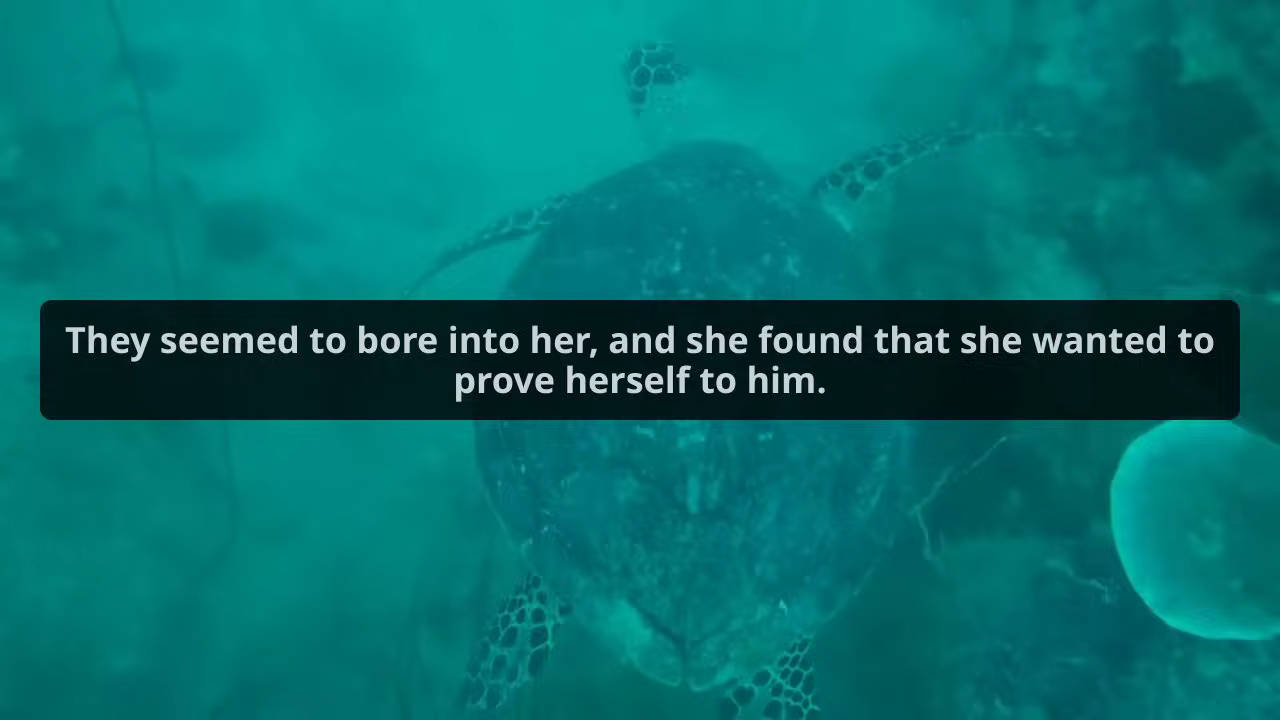 They seemed to bore into her, and she found that she wanted to
prove herself to him.